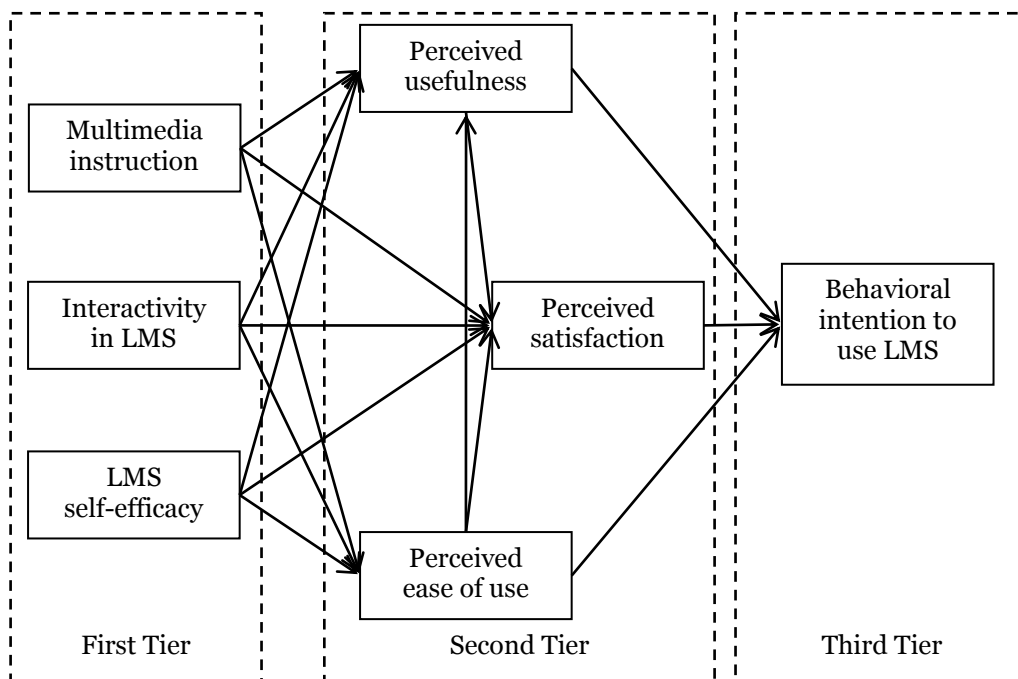 Perceived
usefulness
Multimedia
instruction
Interactivity
in LMS
Perceived
satisfaction
Behavioral
intention to
use LMS
LMS
self-efficacy
Perceived
ease of use
First Tier
Second Tier
Third Tier